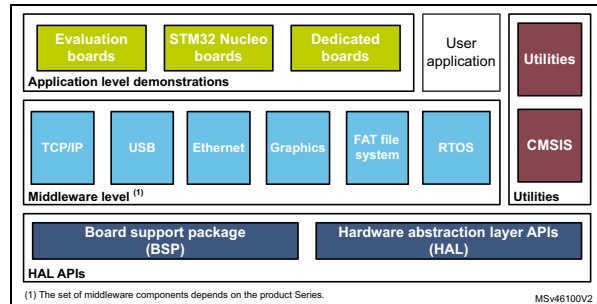 Evaluation
boards
STM32 Nucleo
boards
Dedicated
boards
Application level demonstrations
User
application
Utilities
CMSIS
Utilities
TCP/IP
USB
Ethernet
Graphics
FAT file
system
RTOS
Middleware level (1)
Board support package
(BSP)
Hardware abstraction layer APIs
(HAL)
HAL APIs
(1) The set of middleware components depends on the product Series.
MSv46100V2